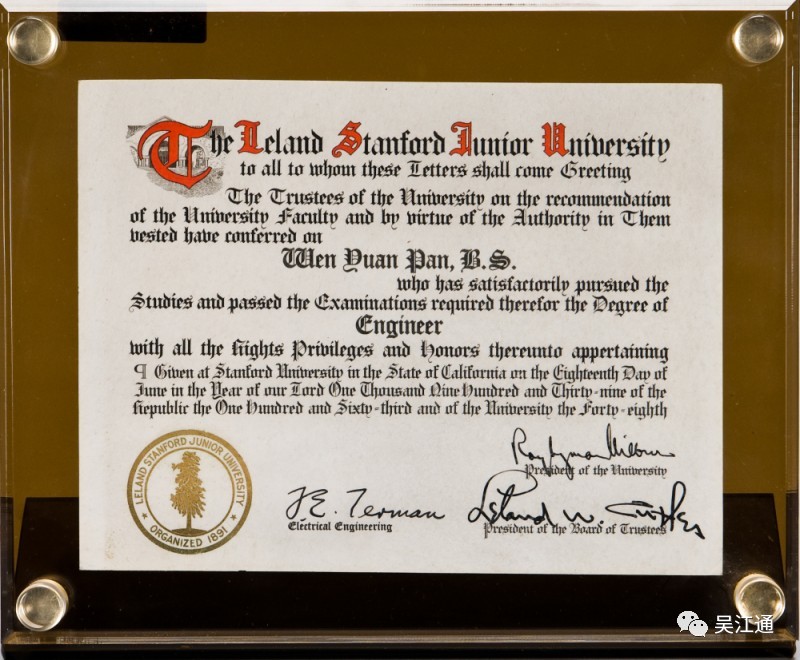 The Leland Stanford Junior University
to all to whom these Letters shall come Greeting
The Trustees of the University on the recommendation
of the University Faculty and by virtue of the Authority in Them
vested have conferred on
Wen Yuan Pan, B.S.
who has satisfactorily pursued the
Studies and passed the Examinations required therefor the Degree of
Engineer
with all the Rights Privileges and Honors thereunto appertaining
¶ Given at Stanford University in the State of California on the Eighteenth Day of
June in the Year of our Lord One Thousand Nine Hundred and Thirty-nine of the
Republic the One Hundred and Sixty-third and of the University the Forty-eighth
LELAND STANFORD JUNIOR UNIVERSITY
ORGANIZED 1891
Ray Lyman Wilbur
President of the University
F.E. Terman
Electrical Engineering
Leland W. Cutler
President of the Board of Trustees
吴江通